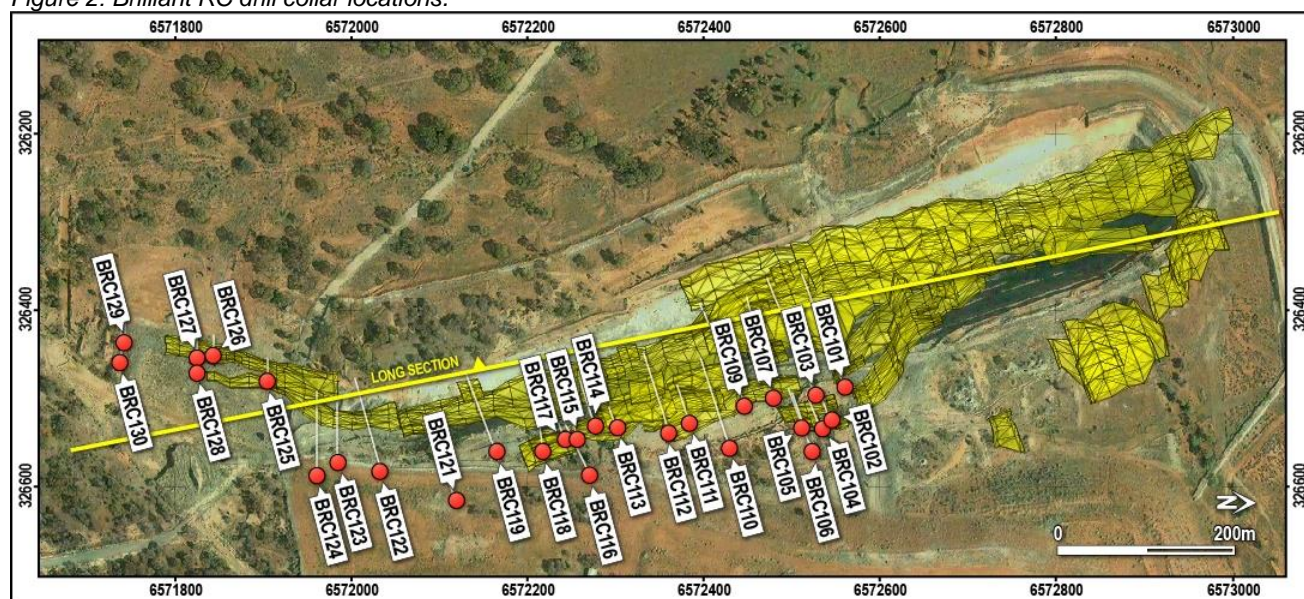 Figure 2: Brilliant RC drill collar locations.
6571800 6572000 6572200 6572400 6572600 6572800 6573000
326200 326200
326400 326400
326600 326600
LONG SECTION
BRC129
BRC127
BRC126
BRC130
BRC128
BRC125
BRC124
BRC123
BRC122
BRC121
BRC119
BRC117
BRC115
BRC114
BRC118
BRC116
BRC113
BRC112
BRC111
BRC110
BRC109
BRC107
BRC103
BRC101
BRC105
BRC106
BRC104
BRC102
N
0 200m
6571800 6572000 6572200 6572400 6572600 6572800 6573000